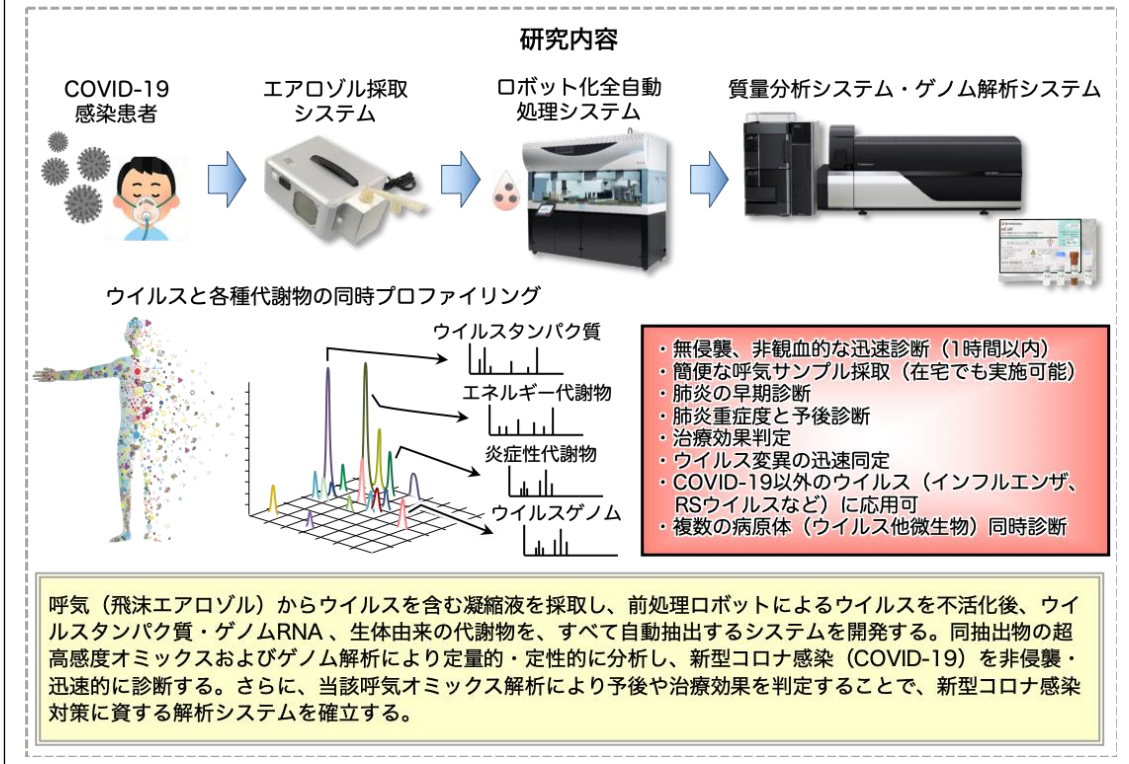 研究内容
COVID-19
感染患者
エアロゾル採取
システム
ロボット化全自動
処理システム
質量分析システム・ゲノム解析システム
ウイルスと各種代謝物の同時プロファイリング
ウイルスタンパク質
エネルギー代謝物
炎症性代謝物
ウイルスゲノム
・無侵襲、非観血的な迅速診断（1時間以内）
・簡便な呼気サンプル採取（在宅でも実施可能）
・肺炎の早期診断
・肺炎重症度と予後診断
・治療効果判定
・ウイルス変異の迅速同定
・COVID-19以外のウイルス（インフルエンザ、
RSウイルスなど）に応用可
・複数の病原体（ウイルス他微生物）同時診断
呼気（飛沫エアロゾル）からウイルスを含む凝縮液を採取し、前処理ロボットによるウイルスを不活化後、ウイ
ルスタンパク質・ゲノムRNA 、生体由来の代謝物を、すべて自動抽出するシステムを開発する。同抽出物の超
高感度オミックスおよびゲノム解析により定量的・定性的に分析し、新型コロナ感染（COVID-19）を非侵襲・
迅速的に診断する。さらに、当該呼気オミックス解析により予後や治療効果を判定することで、新型コロナ感染
対策に資する解析システムを確立する。